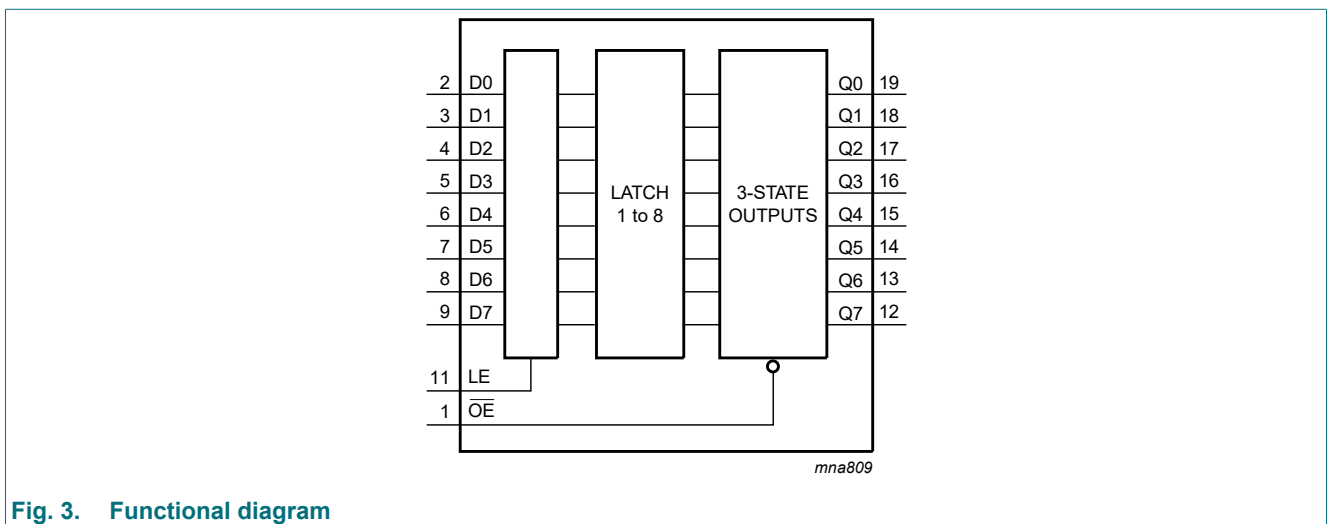 2 D0 Q0 19
3 D1 Q1 18
4 D2 Q2 17
5 D3 Q3 16
LATCH 3-STATE
6 D4 1 to 8 OUTPUTS Q4 15
7 D5 Q5 14
8 D6 Q6 13
9 D7 Q7 12
11 LE
1 O̅E̅
mna809
Fig. 3. Functional diagram